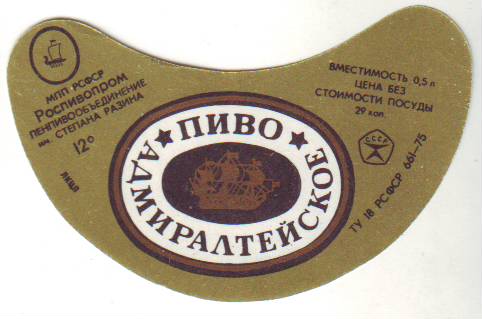 МПП РСФСР
Роспивопром
ЛЕНПИВООБЪЕДИНЕНИЕ
им. СТЕПАНА РАЗИНА
12°
ПИВО
АДМИРАЛТЕЙСКОЕ
ВМЕСТИМОСТЬ 0,5 л
ЦЕНА БЕЗ
СТОИМОСТИ ПОСУДЫ
29 коп.
СССР
ТУ 18 РСФСР 661-75